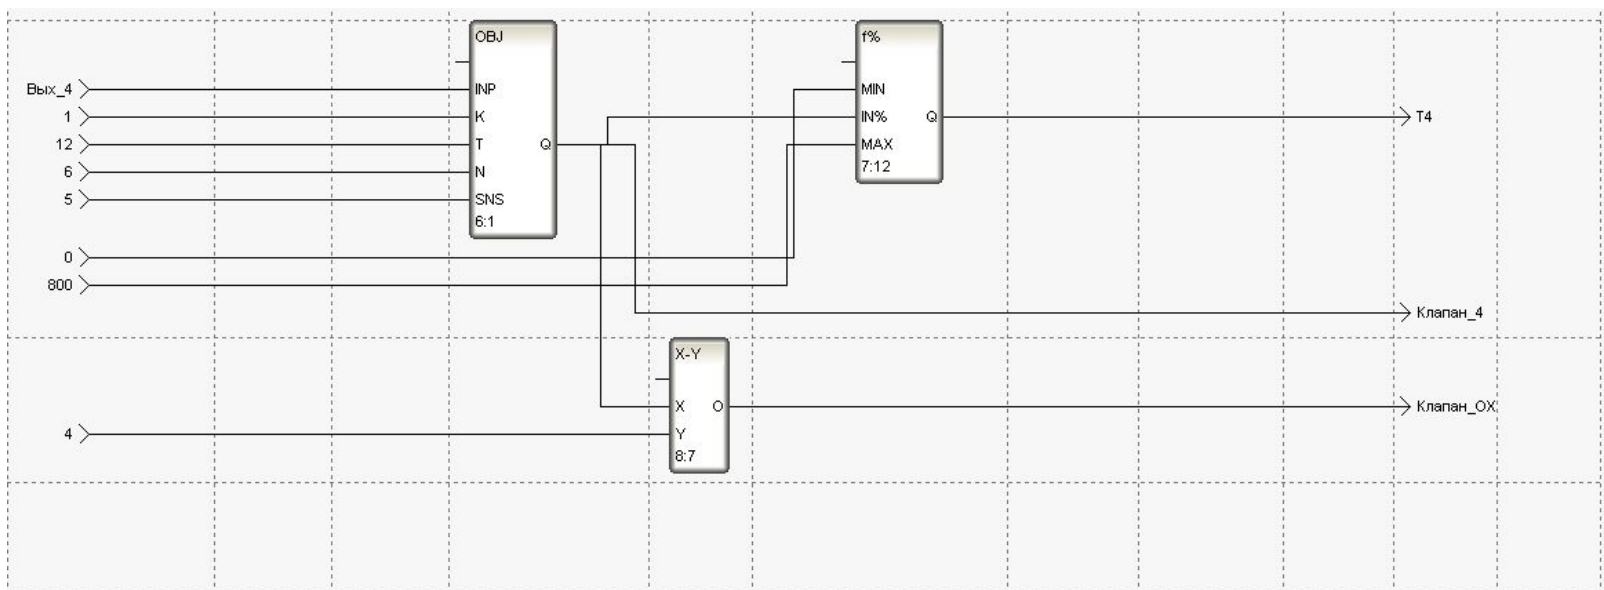 OBJ
f%
Вых_4
INP
MIN
1
K
IN%
Q
T4
12
T
Q
MAX
6
N
7:12
5
SNS
6:1
0
800
Клапан_4
X-Y
X
O
Клапан_ОХ
4
Y
8:7